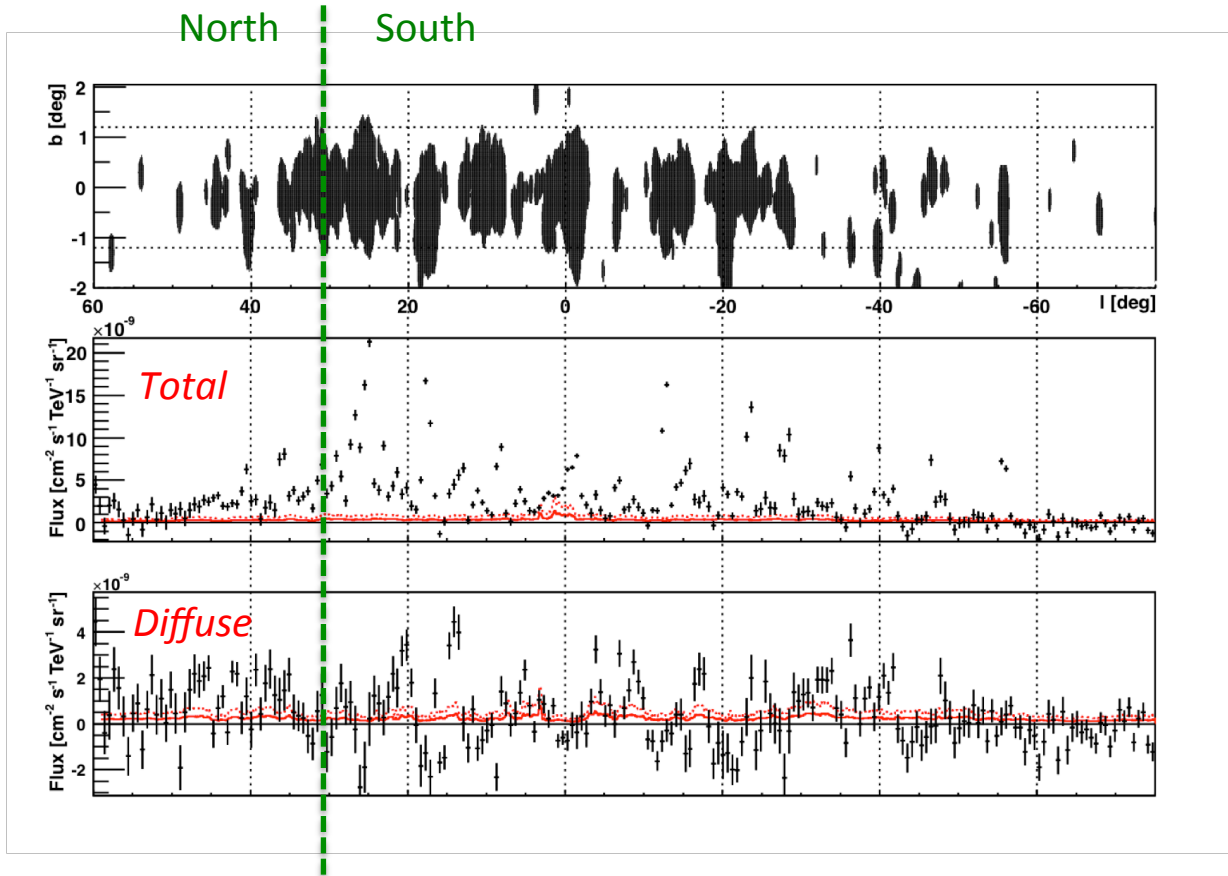 North South
b [deg]
2
1
0
-1
-2
60 40 20 0 -20 -40 -60 l [deg]
×10⁻⁹
Flux [cm⁻² s⁻¹ TeV⁻¹ sr⁻¹]
20
15
10
5
0
Total
×10⁻⁹
Flux [cm⁻² s⁻¹ TeV⁻¹ sr⁻¹]
4
2
0
-2
Diffuse